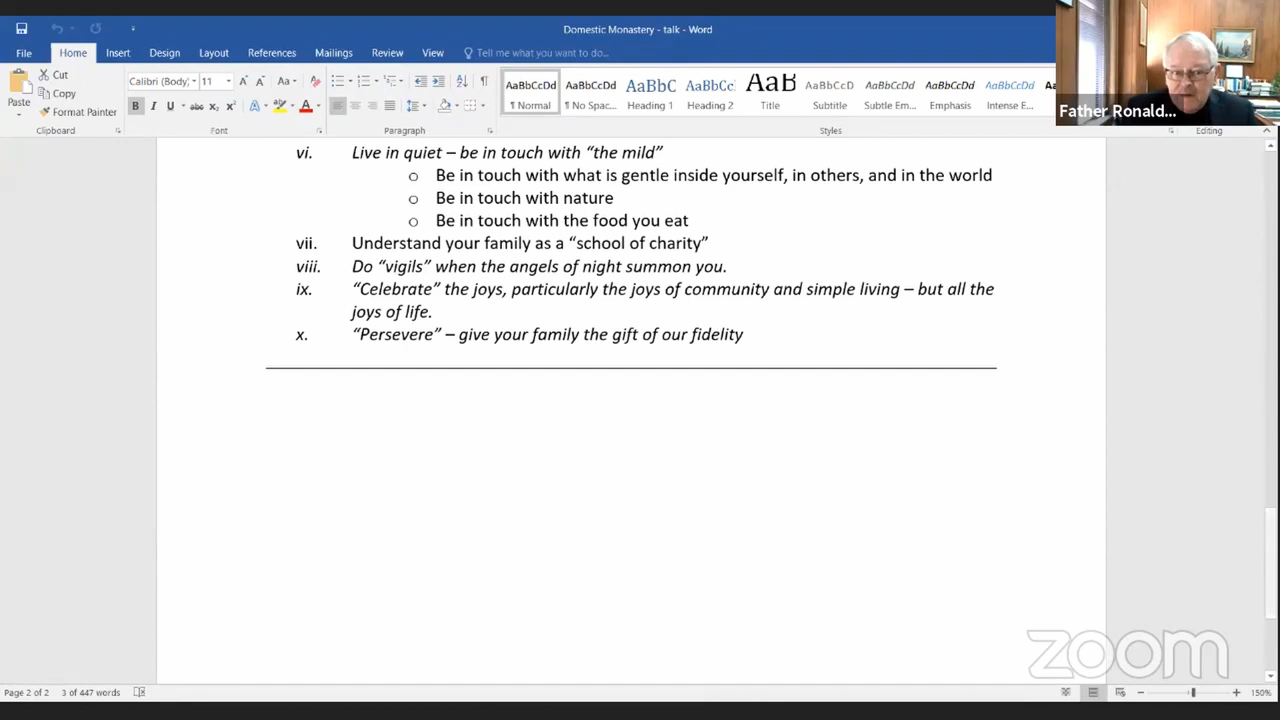 Domestic Monastery - talk - Word
File Home Insert Design Layout References Mailings Review View Tell me what you want to do...
Paste
Cut
Copy
Format Painter
Calibri (Body) 11
AaBbCcDd AaBbCcDd AaBbC AaBbC AaB AaBbCcD AaBbCcDd AaBbCcDd AaBbCcDd
¶ Normal ¶ No Spac... Heading 1 Heading 2 Title Subtitle Subtle Em... Emphasis Intense E...
Clipboard Font Paragraph Styles Editing
Father Ronald...
vi. Live in quiet – be in touch with “the mild”
o Be in touch with what is gentle inside yourself, in others, and in the world
o Be in touch with nature
o Be in touch with the food you eat
vii. Understand your family as a “school of charity”
viii. Do “vigils” when the angels of night summon you.
ix. “Celebrate” the joys, particularly the joys of community and simple living – but all the
joys of life.
x. “Persevere” – give your family the gift of our fidelity
zoom
Page 2 of 2 3 of 447 words 150%